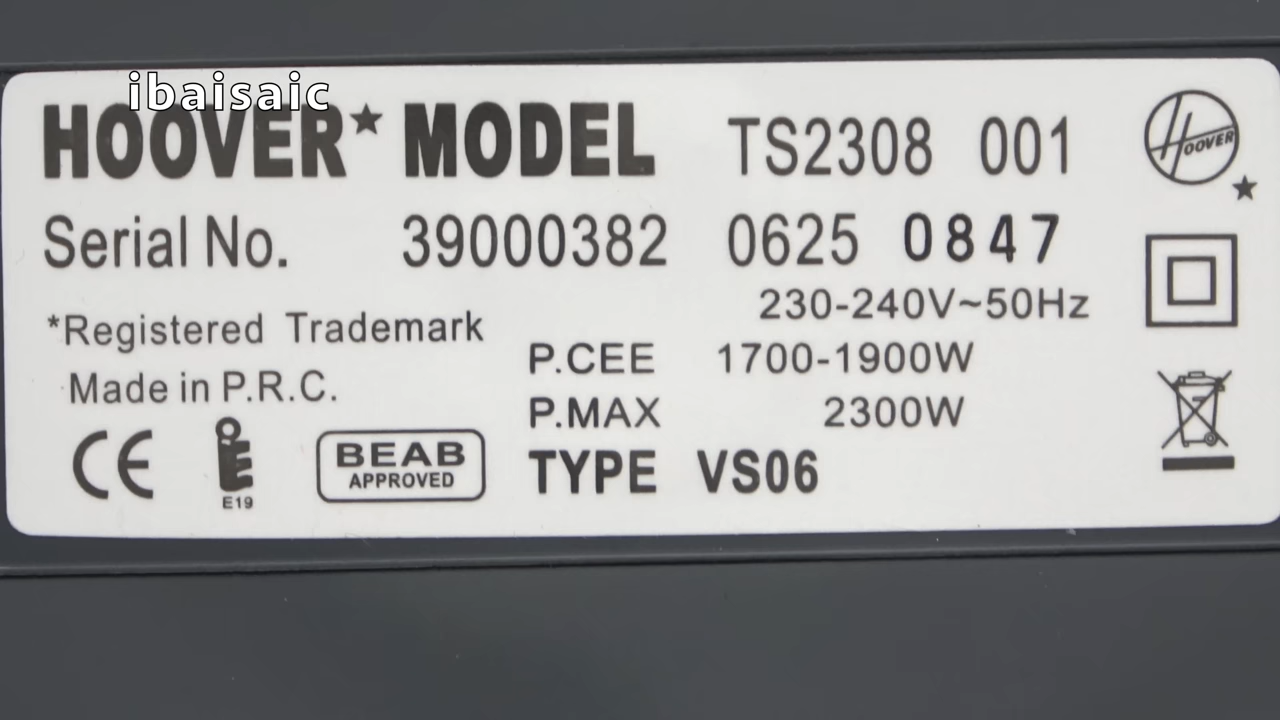 ibaisaic
HOOVER* MODEL TS2308 001
HOOVER
Serial No. 39000382 0625 0847
230-240V~50Hz
*Registered Trademark
P.CEE 1700-1900W
Made in P.R.C.
P.MAX 2300W
CE
E19
BEAB
APPROVED
TYPE VS06